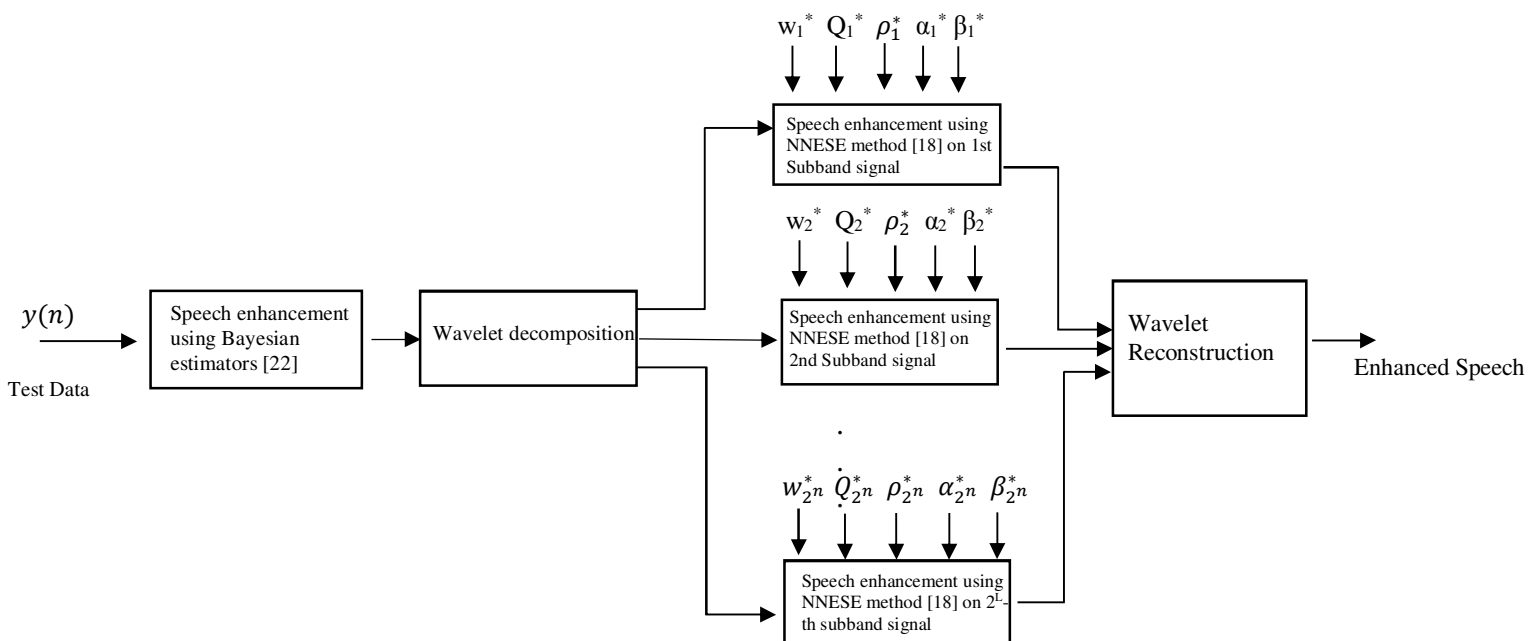 w₁* Q₁* ρ₁* α₁* β₁*
Speech enhancement using
NNESE method [18] on 1st
Subband signal
w₂* Q₂* ρ₂* α₂* β₂*
y(n)
Test Data
Speech enhancement
using Bayesian
estimators [22]
Wavelet decomposition
Speech enhancement using
NNESE method [18] on
2nd Subband signal
Wavelet
Reconstruction
Enhanced Speech
.
.
.
w*_{2ⁿ} Q*_{2ⁿ} ρ*_{2ⁿ} α*_{2ⁿ} β*_{2ⁿ}
Speech enhancement using
NNESE method [18] on 2ᴸ-
th subband signal